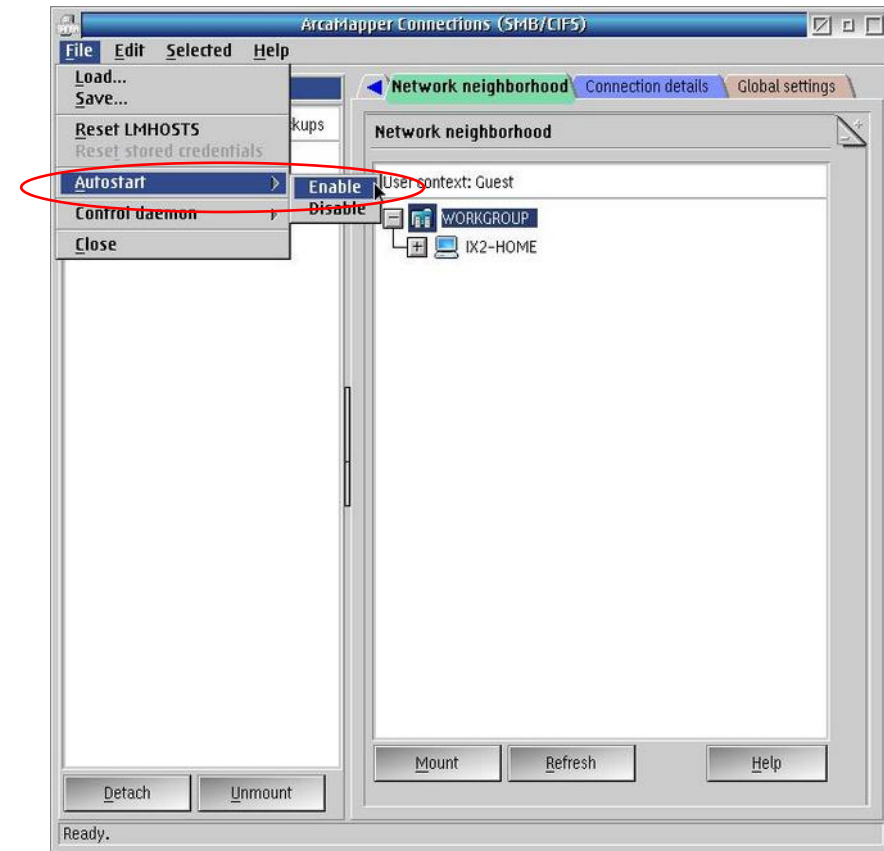 ArcaMapper Connections (SMB/CIFS)
File Edit Selected Help
Load...
Save...
Reset LMHOSTS
Reset stored credentials
Autostart
Enable
Disable
Control daemon
Close
kups
Network neighborhood Connection details Global settings
Network neighborhood
User context: Guest
WORKGROUP
IX2-HOME
Mount Refresh Help
Detach Unmount
Ready.